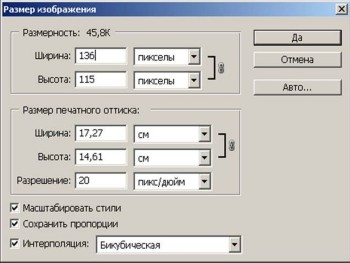 Размер изображения
Размерность: 45,8K
Да
Ширина: 136 пикселы
Отмена
Высота: 115 пикселы
Авто...
Размер печатного оттиска:
Ширина: 17,27 см
Высота: 14,61 см
Разрешение: 20 пикс/дюйм
Масштабировать стили
Сохранить пропорции
Интерполяция: Бикубическая